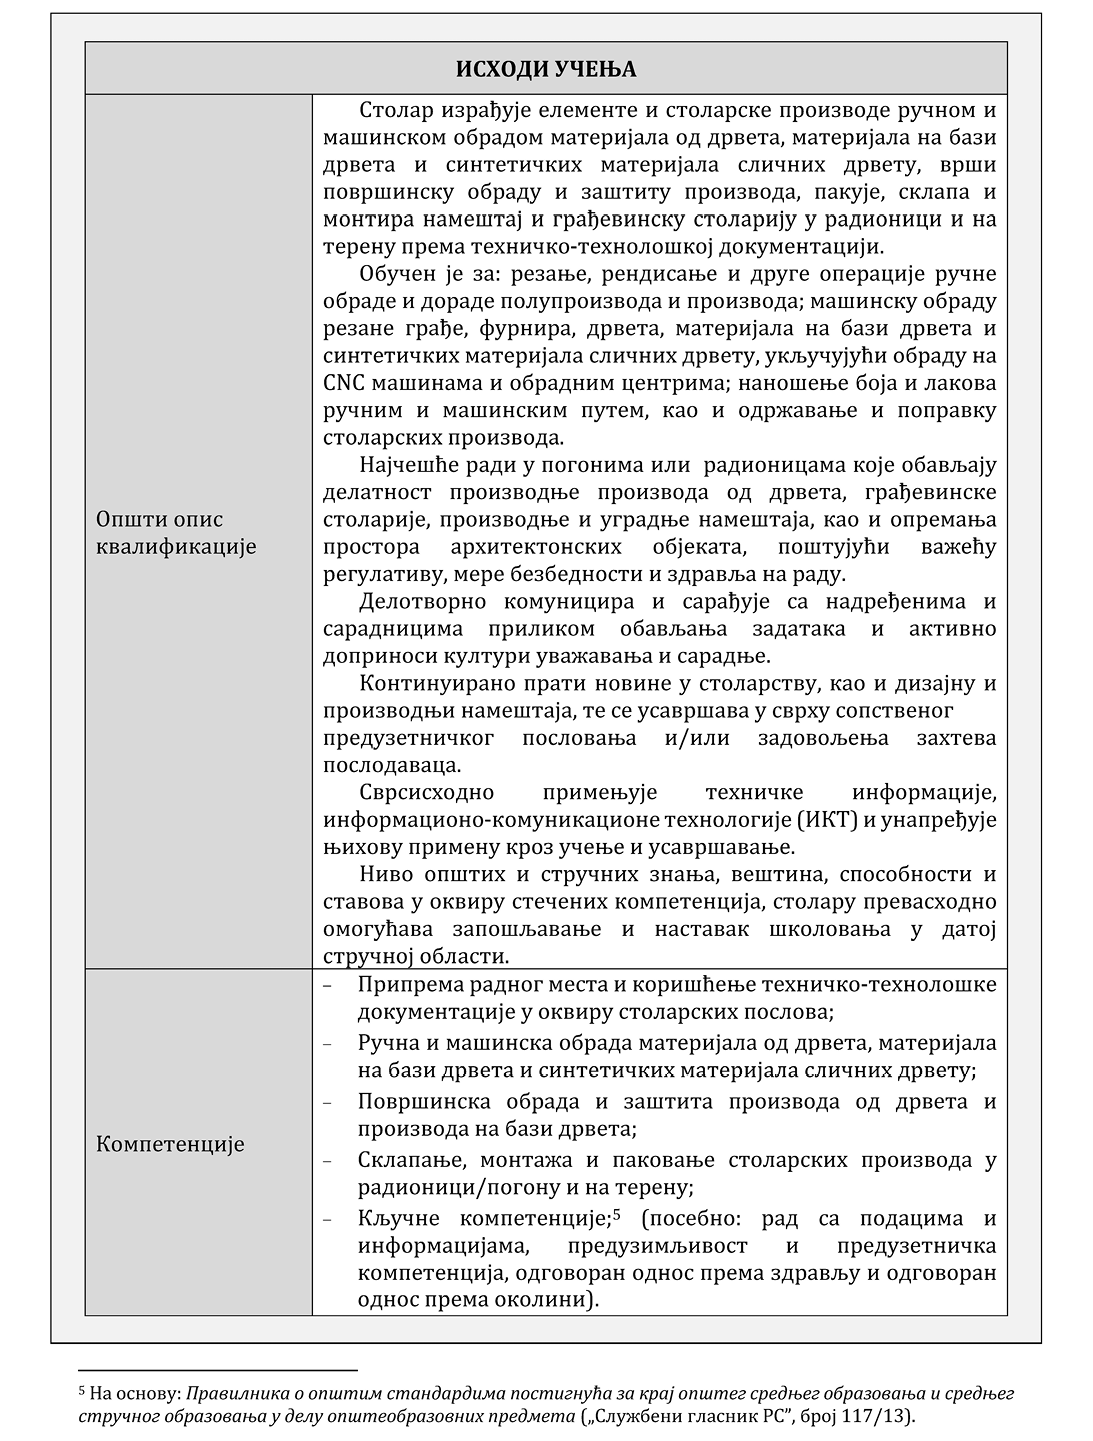 ИСХОДИ УЧЕЊА
Општи опис
квалификације
Столар израђује елементе и столарске производе ручном и
машинском обрадом материјала од дрвета, материјала на бази
дрвета и синтетичких материјала сличних дрвету, врши
површинску обраду и заштиту производа, пакује, склапа и
монтира намештај и грађевинску столарију у радионици и на
терену према техничко-технолошкој документацији.
Обучен је за: резање, рендисање и друге операције ручне
обраде и дораде полупроизвода и производа; машинску обраду
резане грађе, фурнира, дрвета, материјала на бази дрвета и
синтетичких материјала сличних дрвету, укључујући обраду на
CNC машинама и обрадним центрима; наношење боја и лакова
ручним и машинским путем, као и одржавање и поправку
столарских производа.
Најчешће ради у погонима или радионицама које обављају
делатност производње производа од дрвета, грађевинске
столарије, производње и уградње намештаја, као и опремања
простора архитектонских објеката, поштујући важећу
регулативу, мере безбедности и здравља на раду.
Делотворно комуницира и сарађује са надређенима и
сарадницима приликом обављања задатака и активно
доприноси култури уважавања и сарадње.
Континуирано прати новине у столарству, као и дизајну и
производњи намештаја, те се усавршава у сврху сопственог
предузетничког пословања и/или задовољења захтева
послодаваца.
Сврсисходно примењује техничке информације,
информационо-комуникационе технологије (ИКТ) и унапређује
њихову примену кроз учење и усавршавање.
Ниво општих и стручних знања, вештина, способности и
ставова у оквиру стечених компетенција, столару превасходно
омогућава запошљавање и наставак школовања у датој
стручној области.
Компетенције
– Припрема радног места и коришћење техничко-технолошке
документације у оквиру столарских послова;
– Ручна и машинска обрада материјала од дрвета, материјала
на бази дрвета и синтетичких материјала сличних дрвету;
– Површинска обрада и заштита производа од дрвета и
производа на бази дрвета;
– Склапање, монтажа и паковање столарских производа у
радионици/погону и на терену;
– Кључне компетенције;⁵ (посебно: рад са подацима и
информацијама, предузимљивост и предузетничка
компетенција, одговоран однос према здрављу и одговоран
однос према околини).
⁵ На основу: Правилника о општим стандардима постигнућа за крај општег средњег образовања и средњег
стручног образовања у делу општеобразовних предмета („Службени гласник РС”, број 117/13).